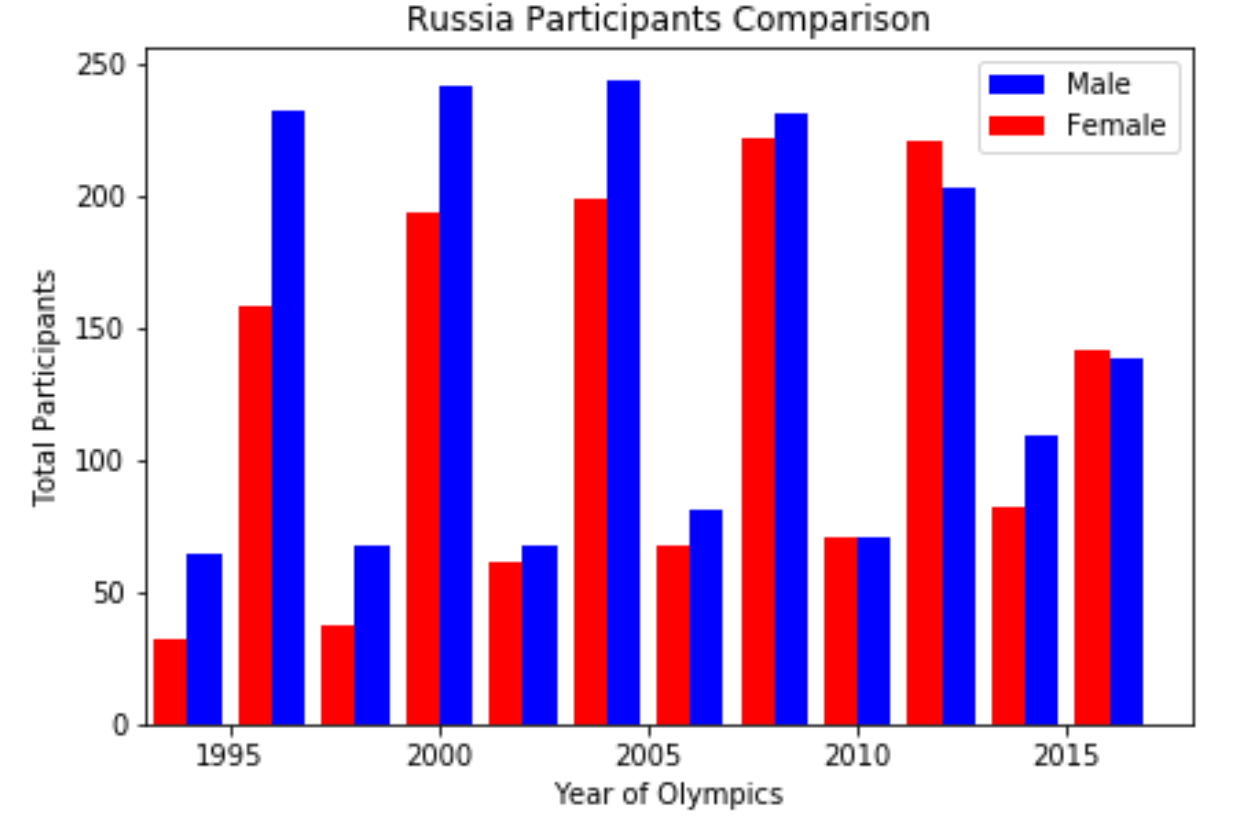 Russia Participants Comparison
Male
Female
250
200
150
100
50
0
Total Participants
1995 2000 2005 2010 2015
Year of Olympics